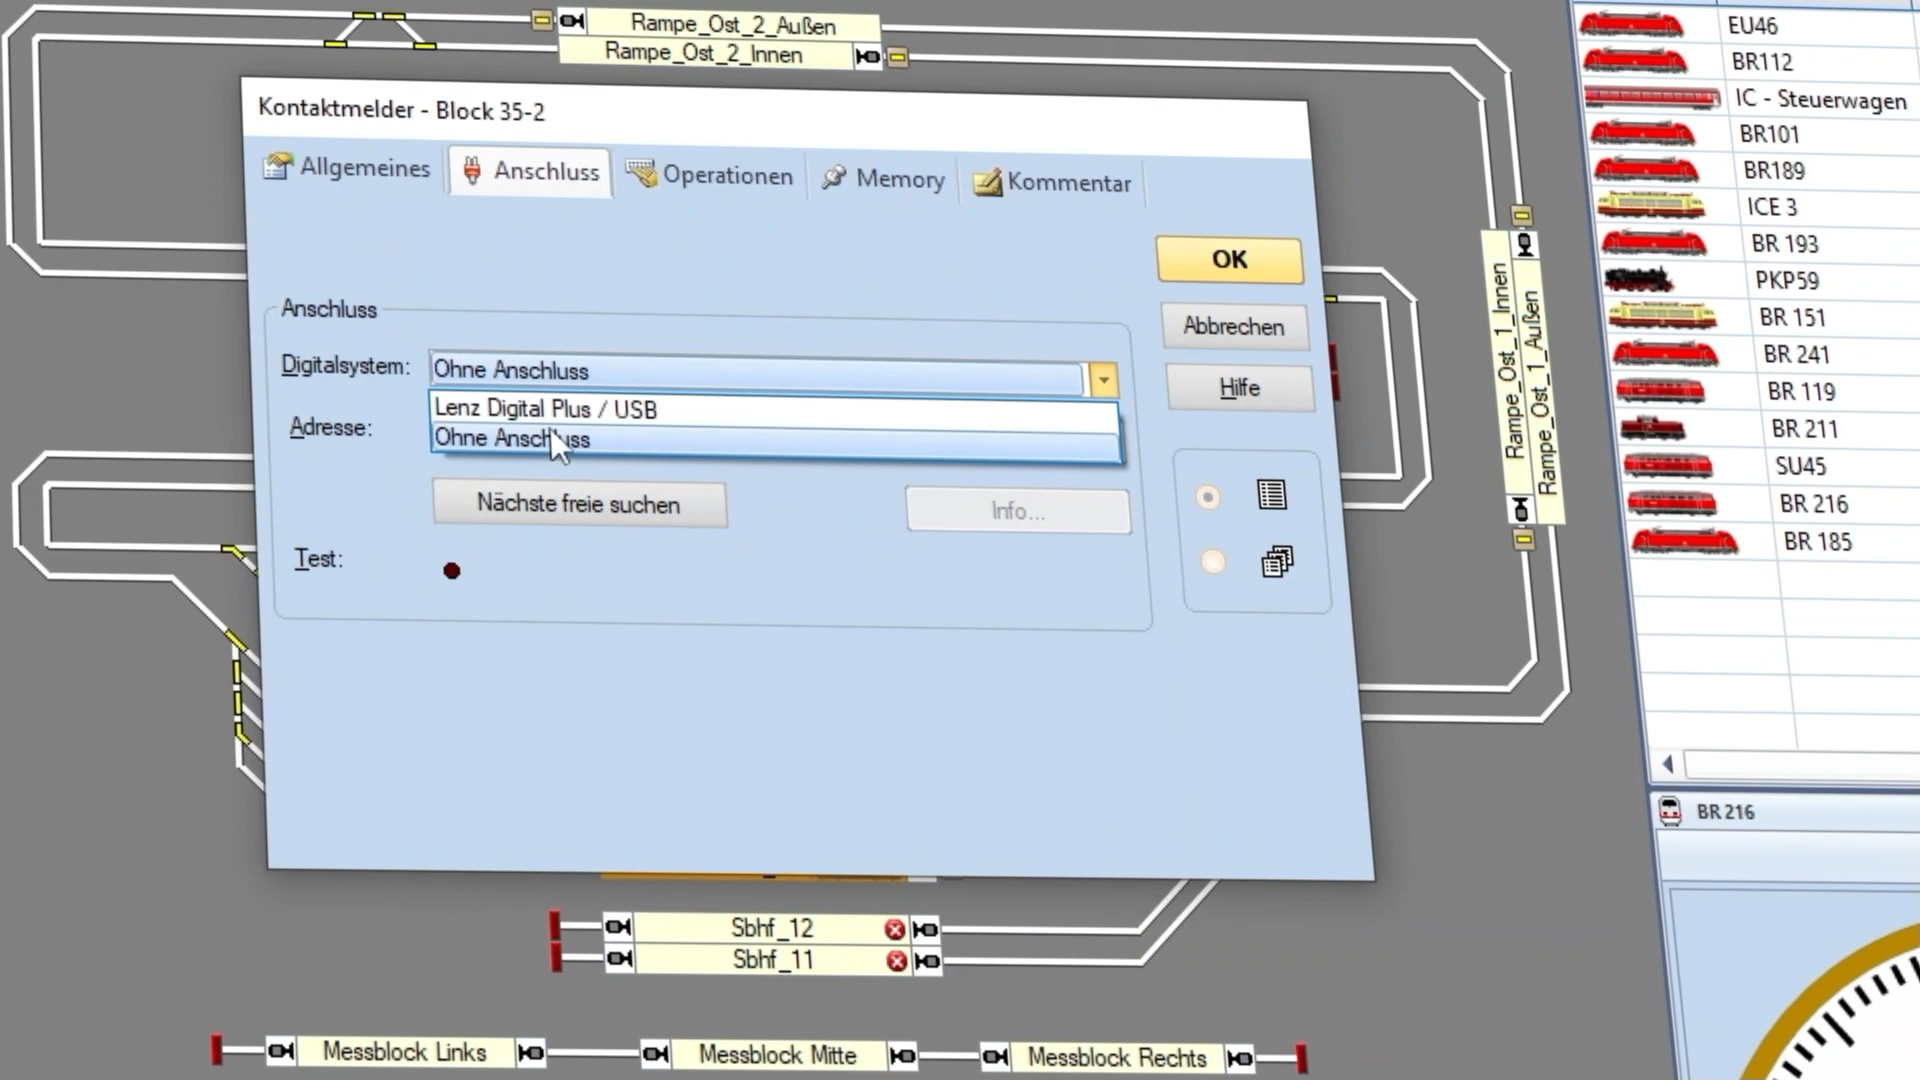 Rampe_Ost_2_Außen
Rampe_Ost_2_Innen
Kontaktmelder - Block 35-2
Allgemeines
Anschluss
Operationen
Memory
Kommentar
OK
Abbrechen
Hilfe
Anschluss
Digitalsystem:
Ohne Anschluss
Lenz Digital Plus / USB
Ohne Anschluss
Adresse:
Nächste freie suchen
Info...
Test:
Rampe_Ost_1_Innen
Rampe_Ost_1_Außen
EU46
BR112
IC - Steuerwagen
BR101
BR189
ICE 3
BR 193
PKP59
BR 151
BR 241
BR 119
BR 211
SU45
BR 216
BR 185
BR 216
Sbhf_12
Sbhf_11
Messblock Links
Messblock Mitte
Messblock Rechts